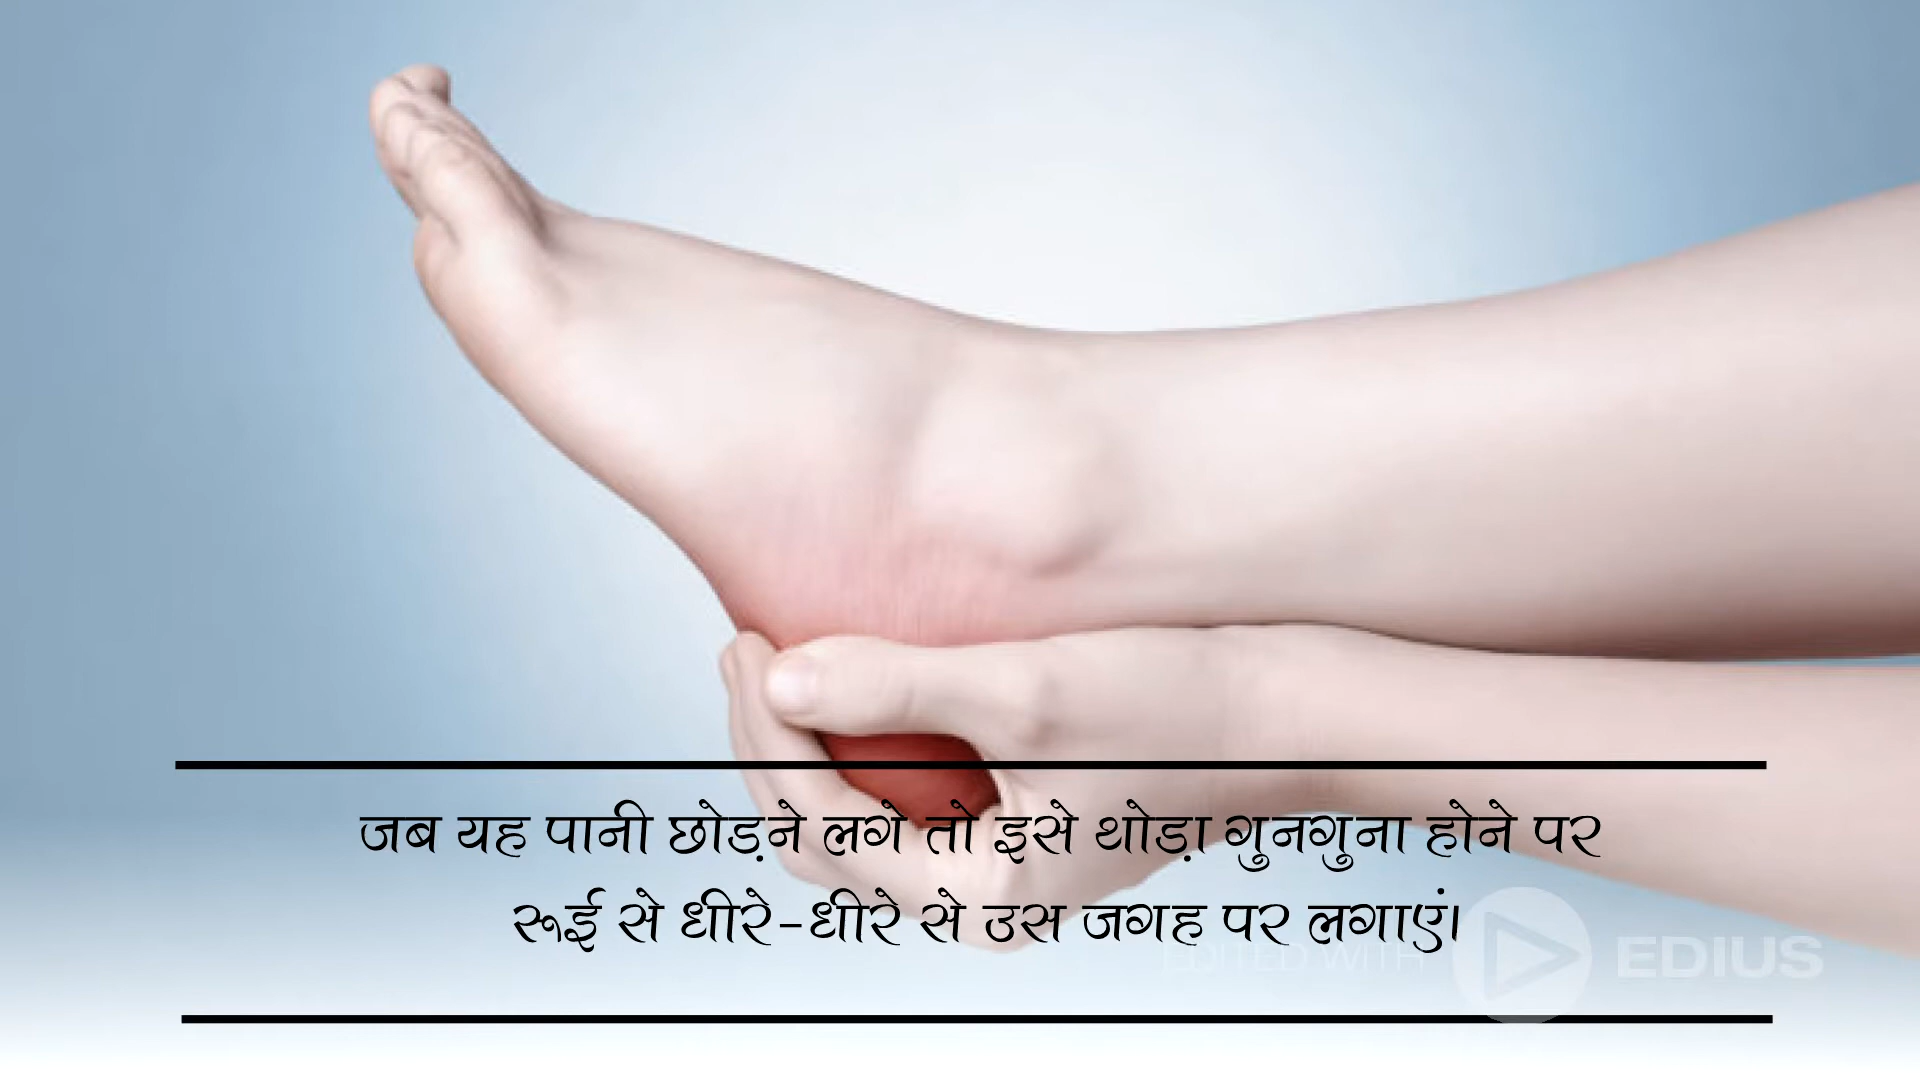 जब यह पानी छोड़ने लगे तो इसे थोड़ा गुनगुना होने पर
रूई से धीरे-धीरे से उस जगह पर लगाएं।
EDITED WITH EDIUS